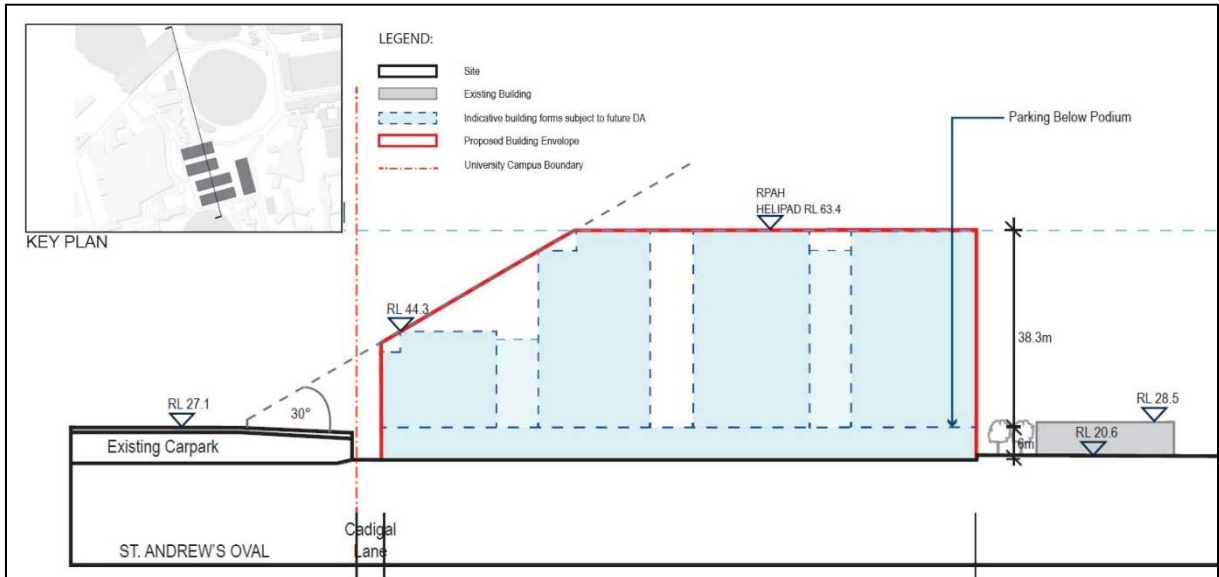 LEGEND:
Site
Existing Building
Indicative building forms subject to future DA
Proposed Building Envelope
University Campus Boundary
KEY PLAN
Parking Below Podium
RPAH
HELIPAD RL 63.4
RL 44.3
38.3m
RL 27.1
30°
Existing Carpark
RL 28.5
RL 20.6
6m
Cadigal
Lane
ST. ANDREW'S OVAL